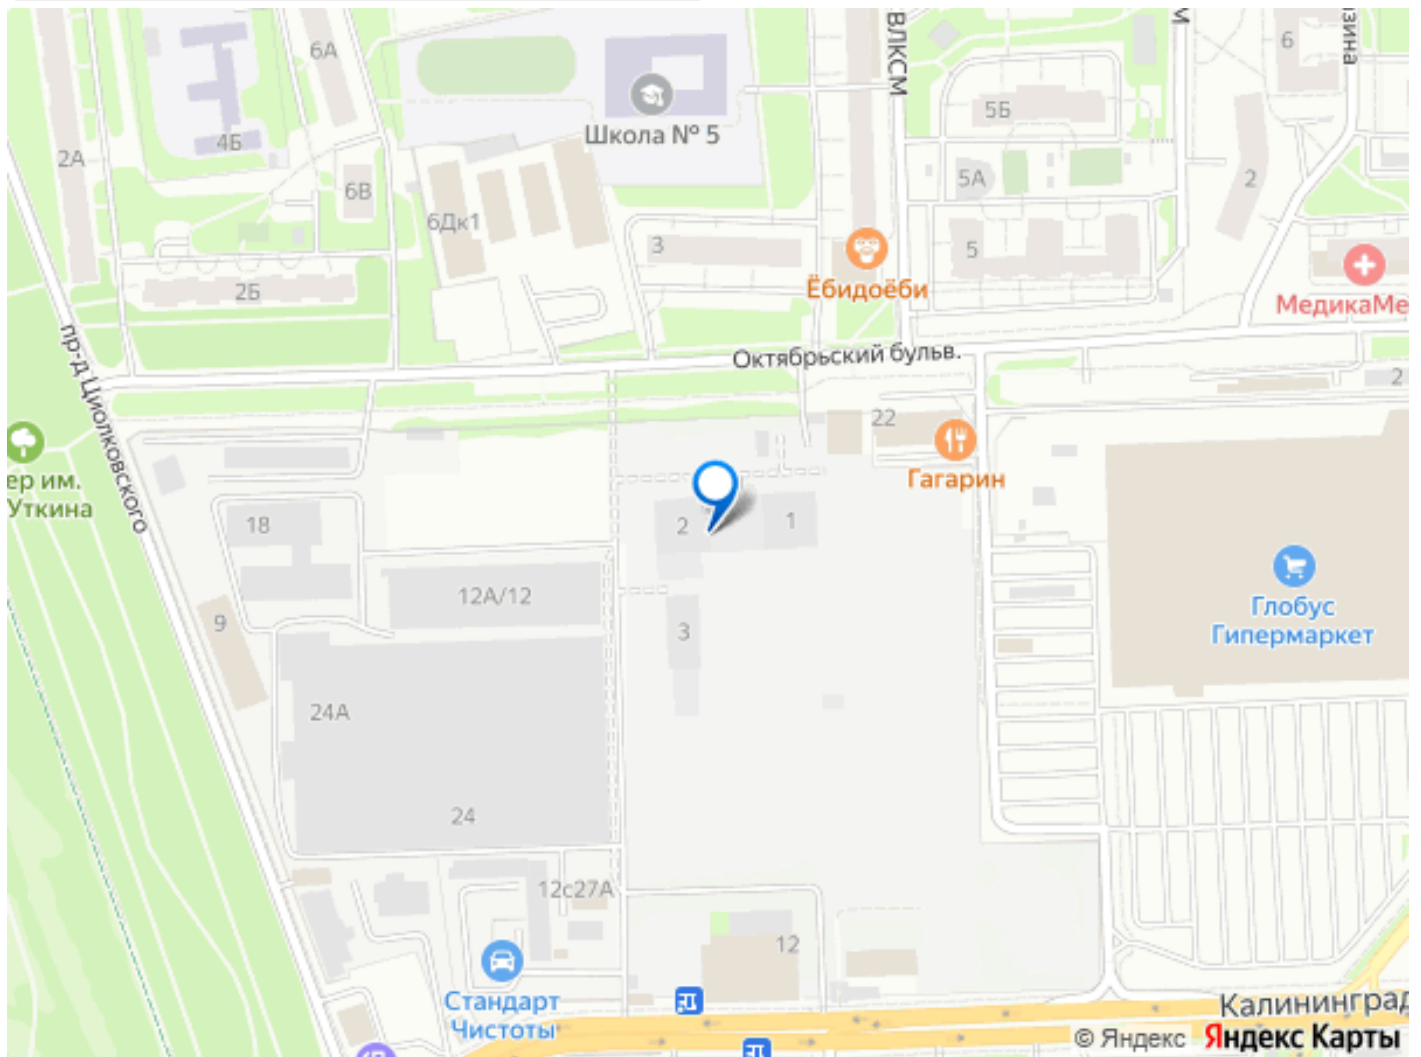 6А
ВЛКСМ
М
6
зина
5Б
Школа № 5
4Б
2А
6В
5А
2
6Дк1
3
5
2Б
Ёбидоёби
МедикаМе
пр-д Циолковского
Октябрьский бульв.
2
22
Гагарин
ер им.
Уткина
18
2
1
12А/12
Глобус
Гипермаркет
9
3
24А
24
12с27А
12
Стандарт
Чистоты
Калининград
© Яндекс Яндекс Карты